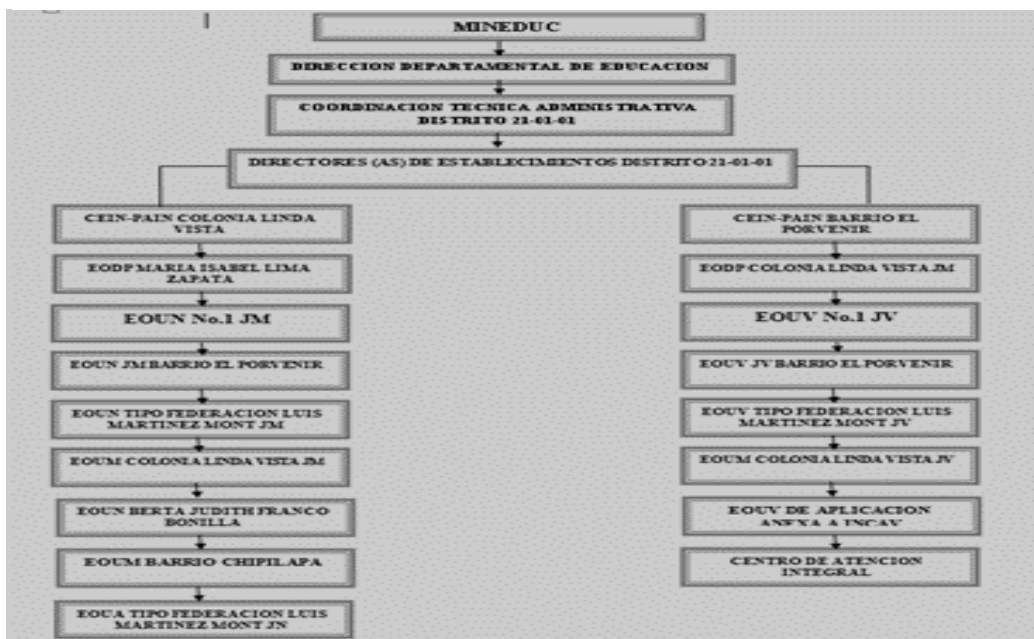 MINEDUC
DIRECCION DEPARTAMENTAL DE EDUCACION
COORDINACION TECNICA ADMINISTRATIVA
DISTRITO 21-01-01
DIRECTORES (AS) DE ESTABLECIMIENTOS DISTRITO 21-01-01
CEIN-PAIN COLONIA LINDA
VISTA
EODP MARIA ISABEL LIMA
ZAPATA
EOUN No.1 JM
EOUN JM BARRIO EL PORVENIR
EOUN TIPO FEDERACION LUIS
MARTINEZ MONT JM
EOUM COLONIA LINDA VISTA JM
EOUN BERTA JUDITH FRANCO
BONILLA
EOUM BARRIO CHIPILAPA
EOUA TIPO FEDERACION LUIS
MARTINEZ MONT JN
CEIN-PAIN BARRIO EL
PORVENIR
EODP COLONIA LINDA VISTA JM
EOUV No.1 JV
EOUV JV BARRIO EL PORVENIR
EOUV TIPO FEDERACION LUIS
MARTINEZ MONT JV
EOUM COLONIA LINDA VISTA JV
EOUV DE APLICACION
ANEXA A INCAV
CENTRO DE ATENCION
INTEGRAL